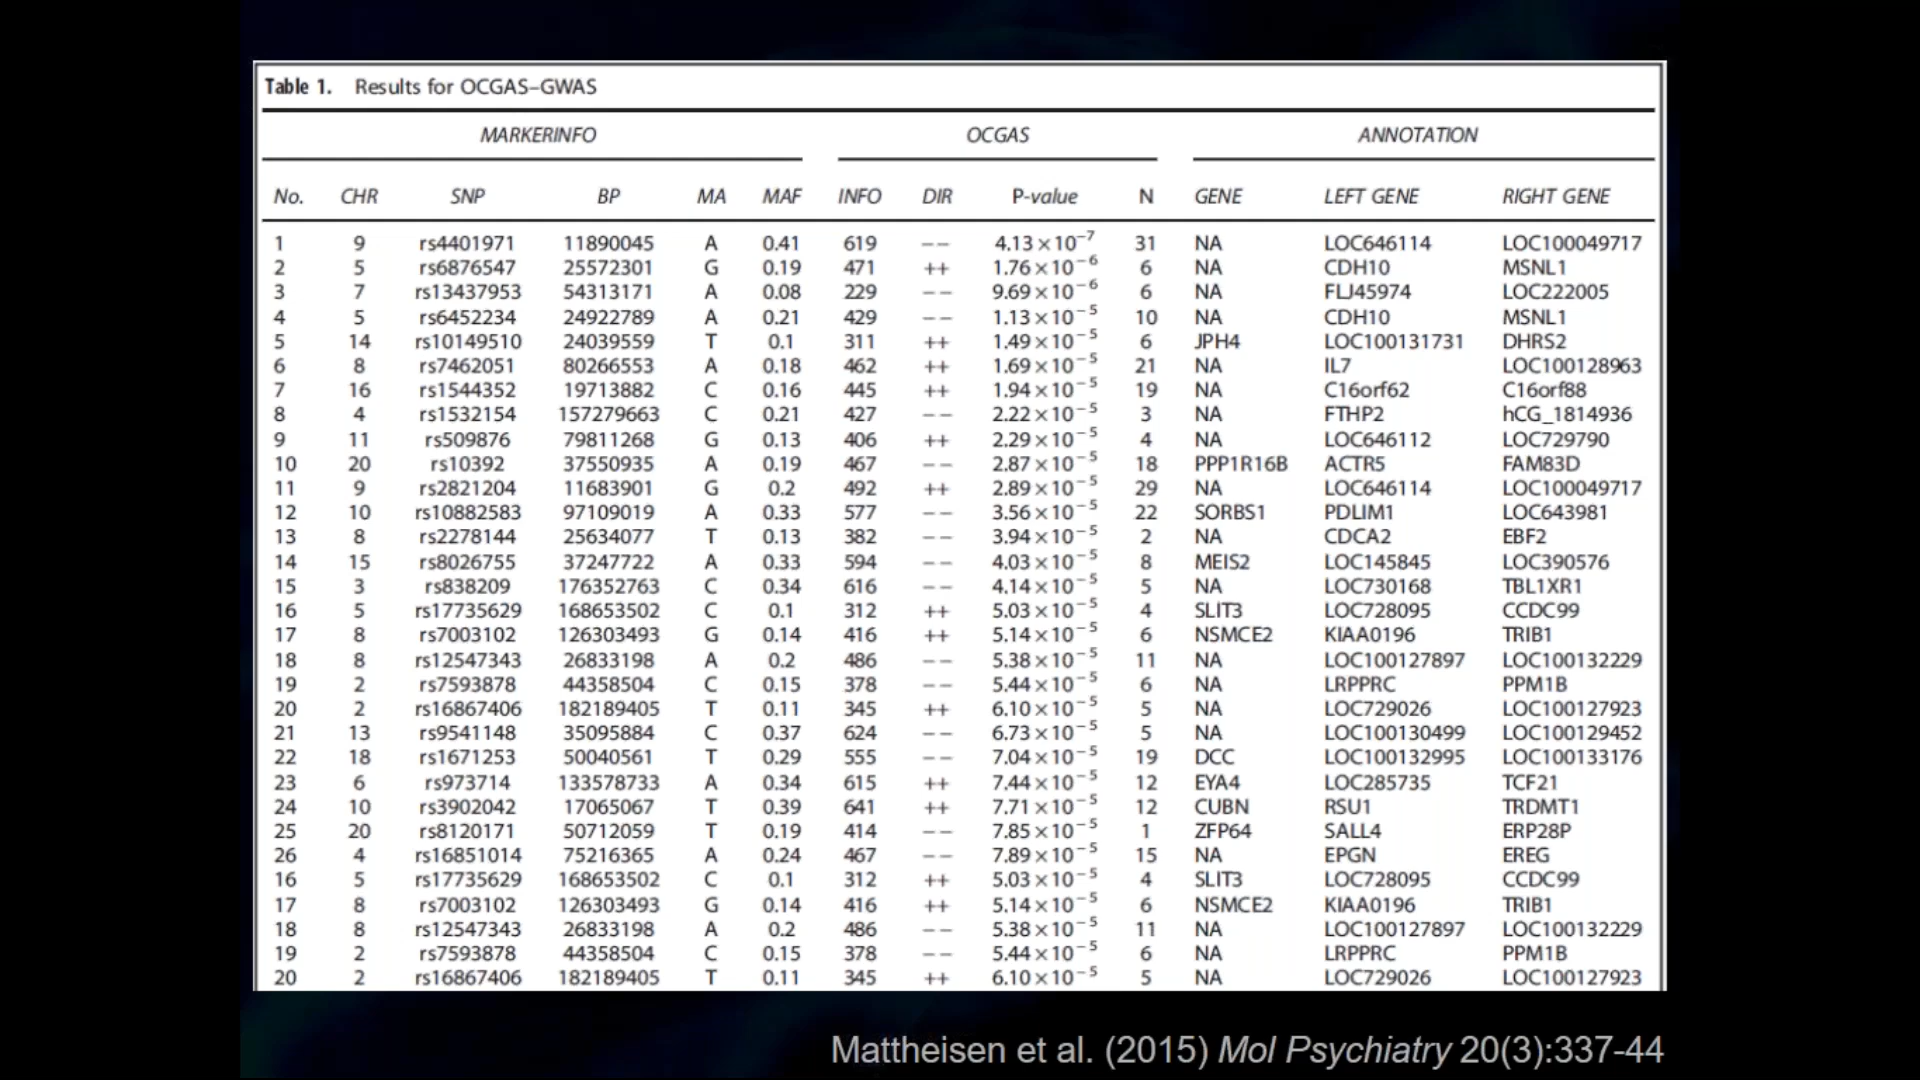 Table 1. Results for OCGAS–GWAS
MARKERINFO OCGAS ANNOTATION
No. CHR SNP BP MA MAF INFO DIR P-value N GENE LEFT GENE RIGHT GENE
1 9 rs4401971 11890045 A 0.41 619 −− 4.13 × 10⁻⁷ 31 NA LOC646114 LOC100049717
2 5 rs6876547 25572301 G 0.19 471 ++ 1.76 × 10⁻⁶ 6 NA CDH10 MSNL1
3 7 rs13437953 54313171 A 0.08 229 −− 9.69 × 10⁻⁶ 6 NA FLJ45974 LOC222005
4 5 rs6452234 24922789 A 0.21 429 −− 1.13 × 10⁻⁵ 10 NA CDH10 MSNL1
5 14 rs10149510 24039559 T 0.1 311 ++ 1.49 × 10⁻⁵ 6 JPH4 LOC100131731 DHRS2
6 8 rs7462051 80266553 A 0.18 462 ++ 1.69 × 10⁻⁵ 21 NA IL7 LOC100128963
7 16 rs1544352 19713882 C 0.16 445 ++ 1.94 × 10⁻⁵ 19 NA C16orf62 C16orf88
8 4 rs1532154 157279663 C 0.21 427 −− 2.22 × 10⁻⁵ 3 NA FTHP2 hCG_1814936
9 11 rs509876 79811268 G 0.13 406 ++ 2.29 × 10⁻⁵ 4 NA LOC646112 LOC729790
10 20 rs10392 37550935 A 0.19 467 −− 2.87 × 10⁻⁵ 18 PPP1R16B ACTR5 FAM83D
11 9 rs2821204 11683901 G 0.2 492 ++ 2.89 × 10⁻⁵ 29 NA LOC646114 LOC100049717
12 10 rs10882583 97109019 A 0.33 577 −− 3.56 × 10⁻⁵ 22 SORBS1 PDLIM1 LOC643981
13 8 rs2278144 25634077 T 0.13 382 −− 3.94 × 10⁻⁵ 2 NA CDCA2 EBF2
14 15 rs8026755 37247722 A 0.33 594 −− 4.03 × 10⁻⁵ 8 MEIS2 LOC145845 LOC390576
15 3 rs838209 176352763 C 0.34 616 −− 4.14 × 10⁻⁵ 5 NA LOC730168 TBL1XR1
16 5 rs17735629 168653502 C 0.1 312 ++ 5.03 × 10⁻⁵ 4 SLIT3 LOC728095 CCDC99
17 8 rs7003102 126303493 G 0.14 416 ++ 5.14 × 10⁻⁵ 6 NSMCE2 KIAA0196 TRIB1
18 8 rs12547343 26833198 A 0.2 486 −− 5.38 × 10⁻⁵ 11 NA LOC100127897 LOC100132229
19 2 rs7593878 44358504 C 0.15 378 −− 5.44 × 10⁻⁵ 6 NA LRPPRC PPM1B
20 2 rs16867406 182189405 T 0.11 345 ++ 6.10 × 10⁻⁵ 5 NA LOC729026 LOC100127923
21 13 rs9541148 35095884 C 0.37 624 −− 6.73 × 10⁻⁵ 5 NA LOC100130499 LOC100129452
22 18 rs1671253 50040561 T 0.29 555 −− 7.04 × 10⁻⁵ 19 DCC LOC100132995 LOC100133176
23 6 rs973714 133578733 A 0.34 615 ++ 7.44 × 10⁻⁵ 12 EYA4 LOC285735 TCF21
24 10 rs3902042 17065067 T 0.39 641 ++ 7.71 × 10⁻⁵ 12 CUBN RSU1 TRDMT1
25 20 rs8120171 50712059 T 0.19 414 −− 7.85 × 10⁻⁵ 1 ZFP64 SALL4 ERP28P
26 4 rs16851014 75216365 A 0.24 467 −− 7.89 × 10⁻⁵ 15 NA EPGN EREG
16 5 rs17735629 168653502 C 0.1 312 ++ 5.03 × 10⁻⁵ 4 SLIT3 LOC728095 CCDC99
17 8 rs7003102 126303493 G 0.14 416 ++ 5.14 × 10⁻⁵ 6 NSMCE2 KIAA0196 TRIB1
18 8 rs12547343 26833198 A 0.2 486 −− 5.38 × 10⁻⁵ 11 NA LOC100127897 LOC100132229
19 2 rs7593878 44358504 C 0.15 378 −− 5.44 × 10⁻⁵ 6 NA LRPPRC PPM1B
20 2 rs16867406 182189405 T 0.11 345 ++ 6.10 × 10⁻⁵ 5 NA LOC729026 LOC100127923
Mattheisen et al. (2015) Mol Psychiatry 20(3):337-44